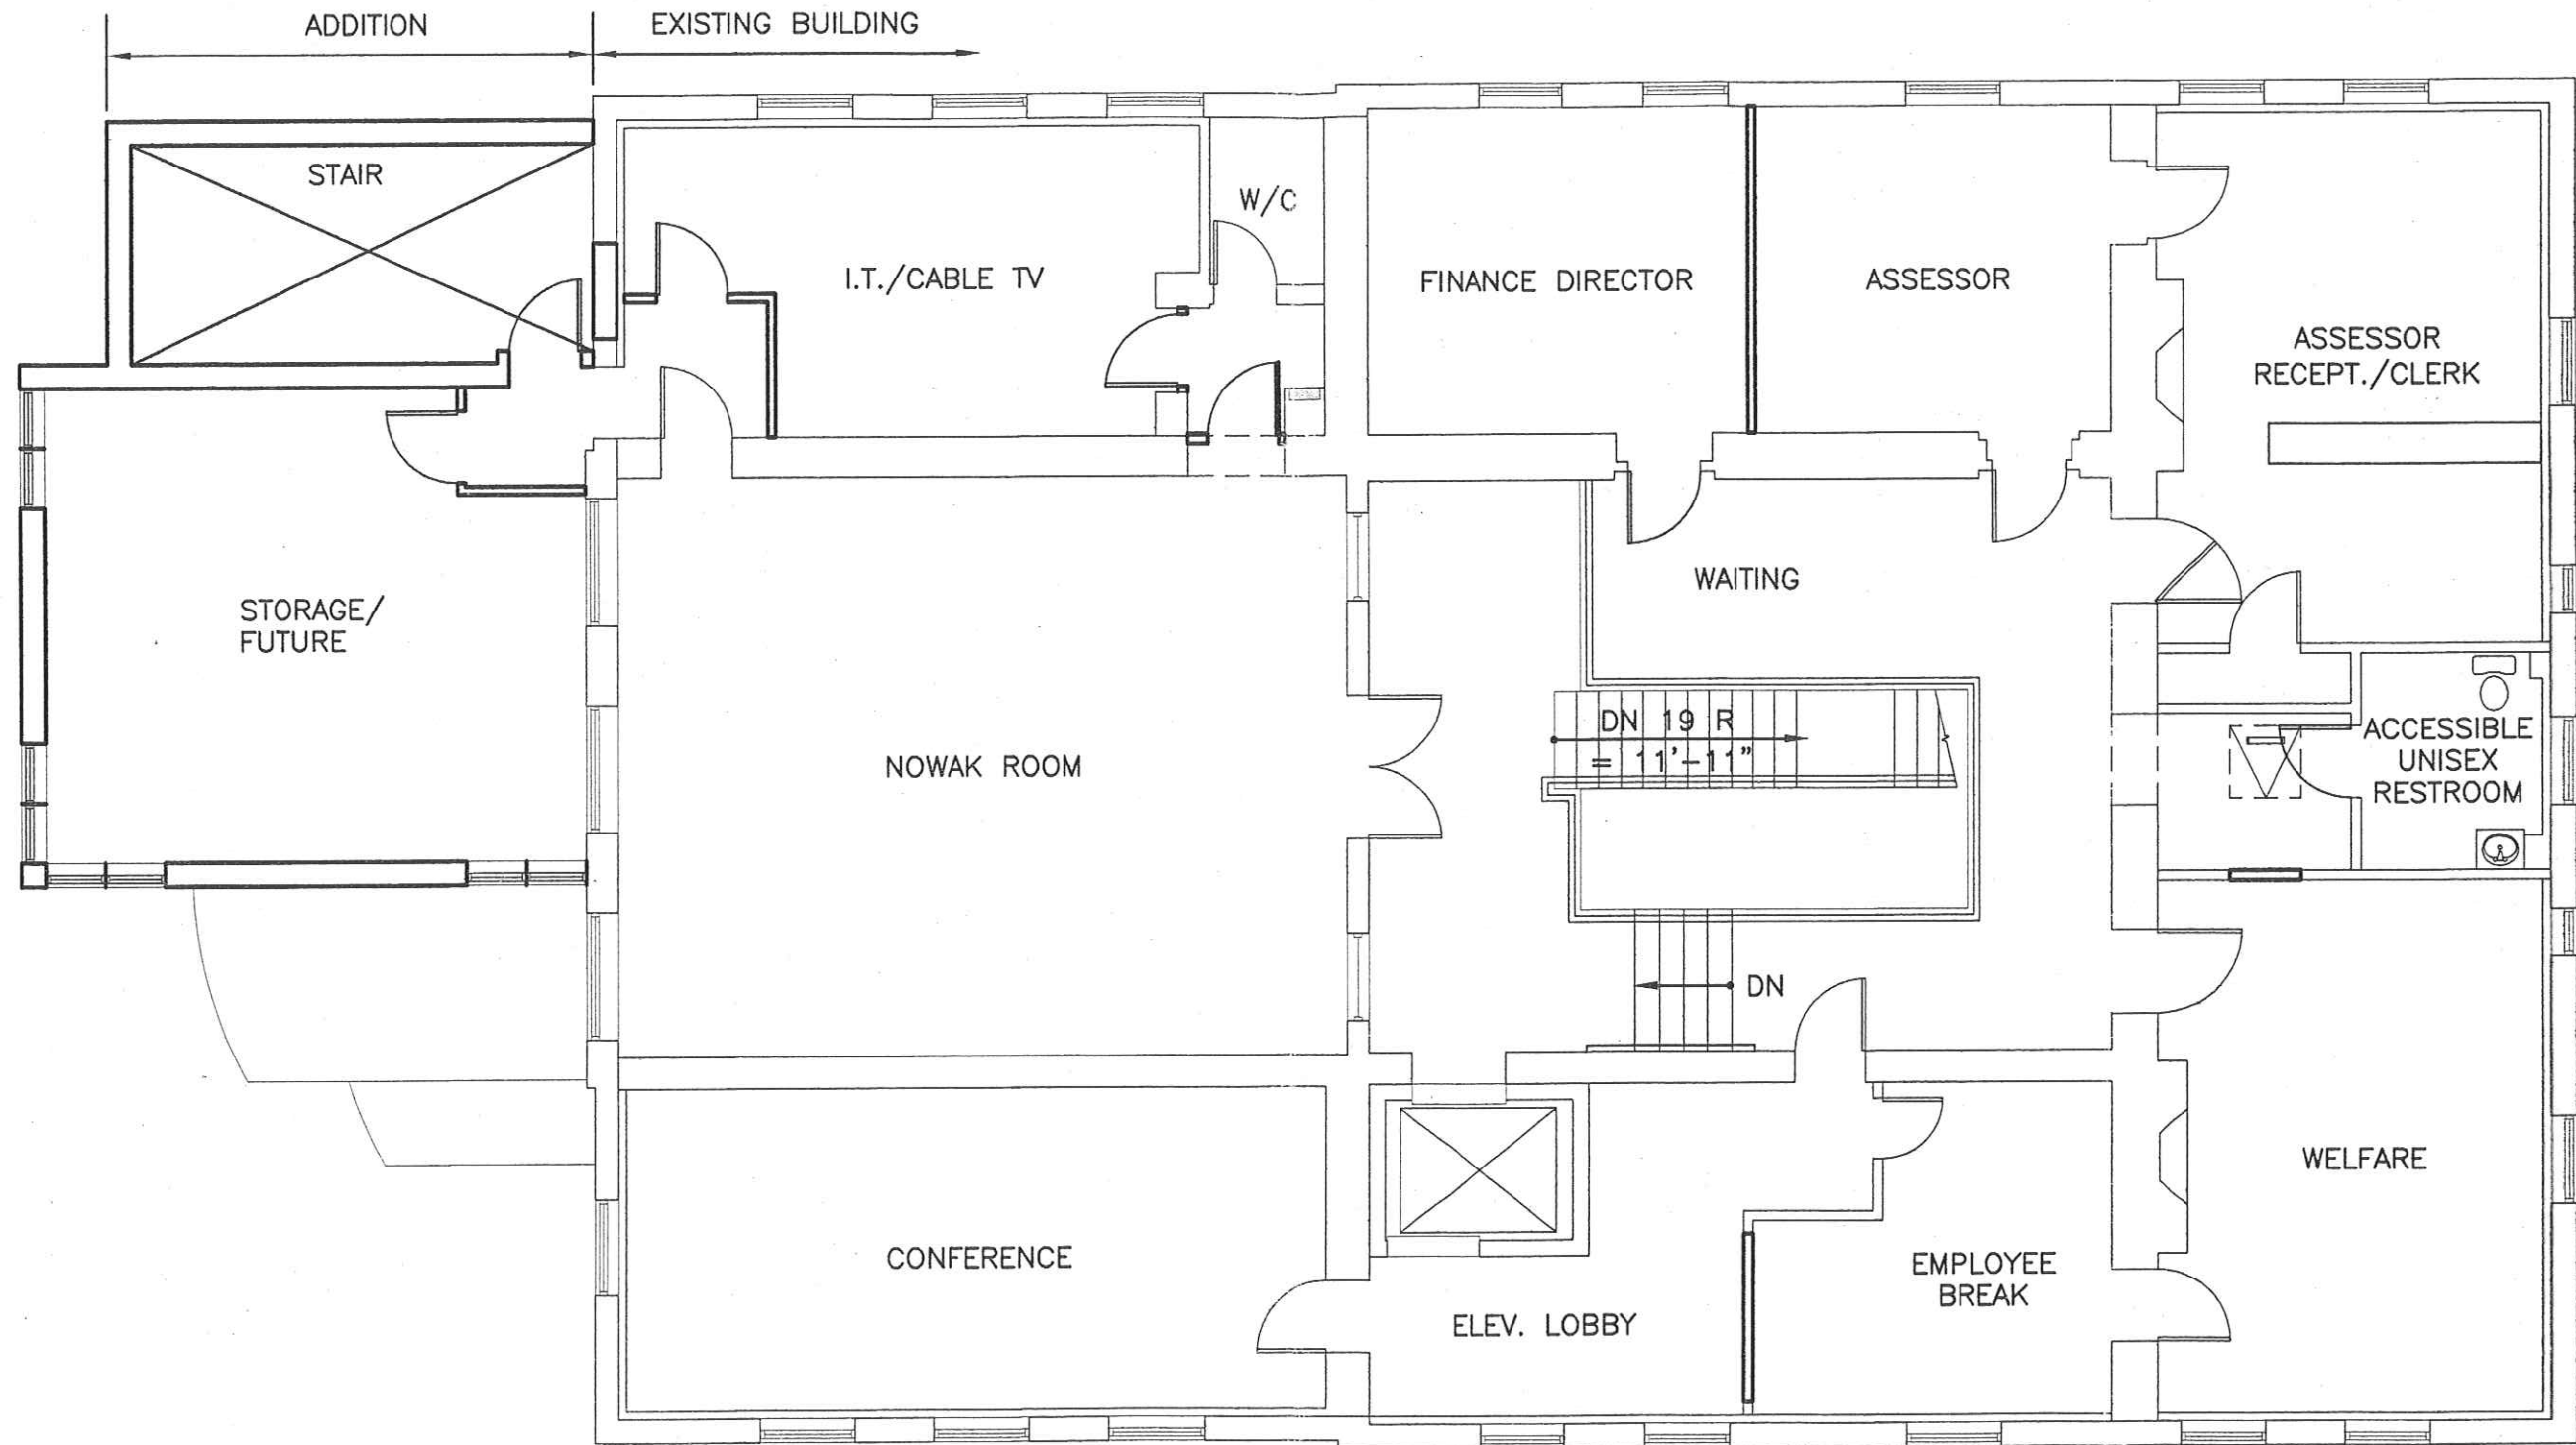 ADDITION
EXISTING BUILDING
STAIR
W/C
I.T./CABLE TV
FINANCE DIRECTOR
ASSESSOR
ASSESSOR
RECEPT./CLERK
WAITING
STORAGE/
FUTURE
NOWAK ROOM
DN 19 R
= 11'-11"
ACCESSIBLE
UNISEX
RESTROOM
DN
WELFARE
CONFERENCE
EMPLOYEE
BREAK
ELEV. LOBBY